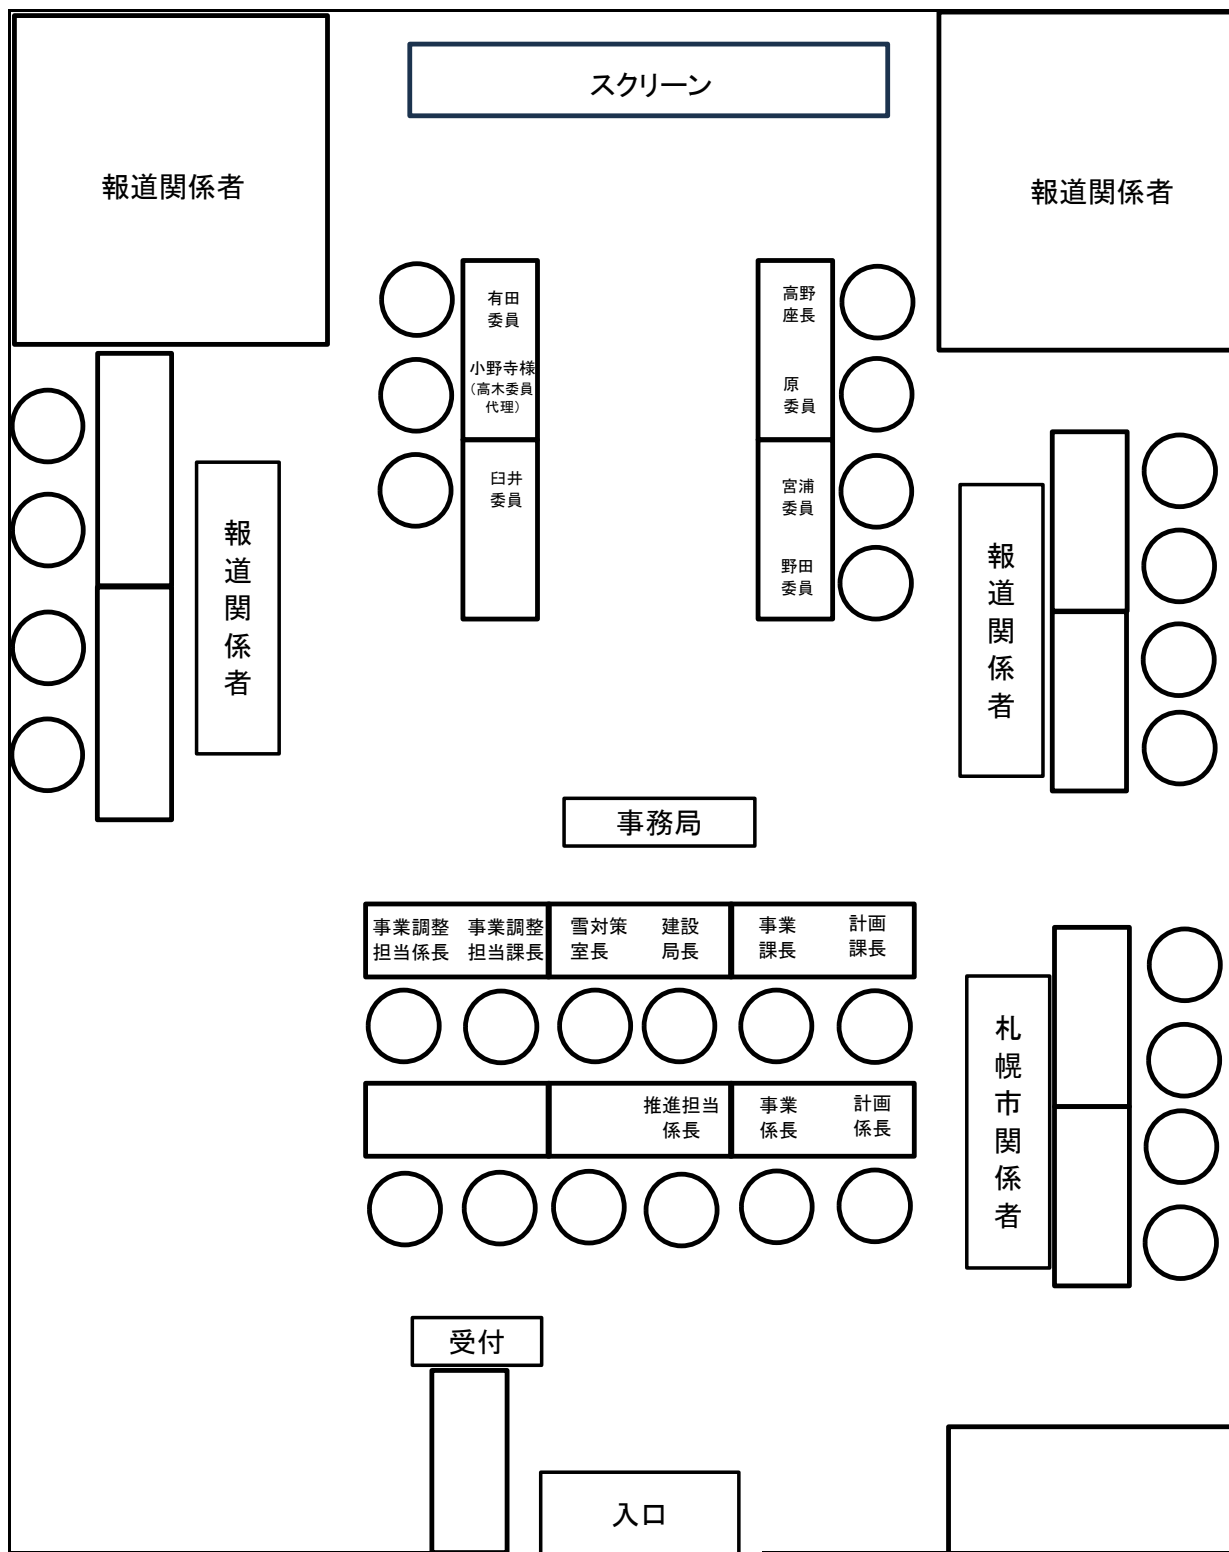 スクリーン
報道関係者
報道関係者
有田
委員
小野寺様
（高木委員
代理）
臼井
委員
高野
座長
原
委員
宮浦
委員
野田
委員
報道関係者
報道関係者
事務局
事業調整
担当係長
事業調整
担当課長
雪対策
室長
建設
局長
事業
課長
計画
課長
推進担当
係長
事業
係長
計画
係長
札幌市関係者
受付
入口